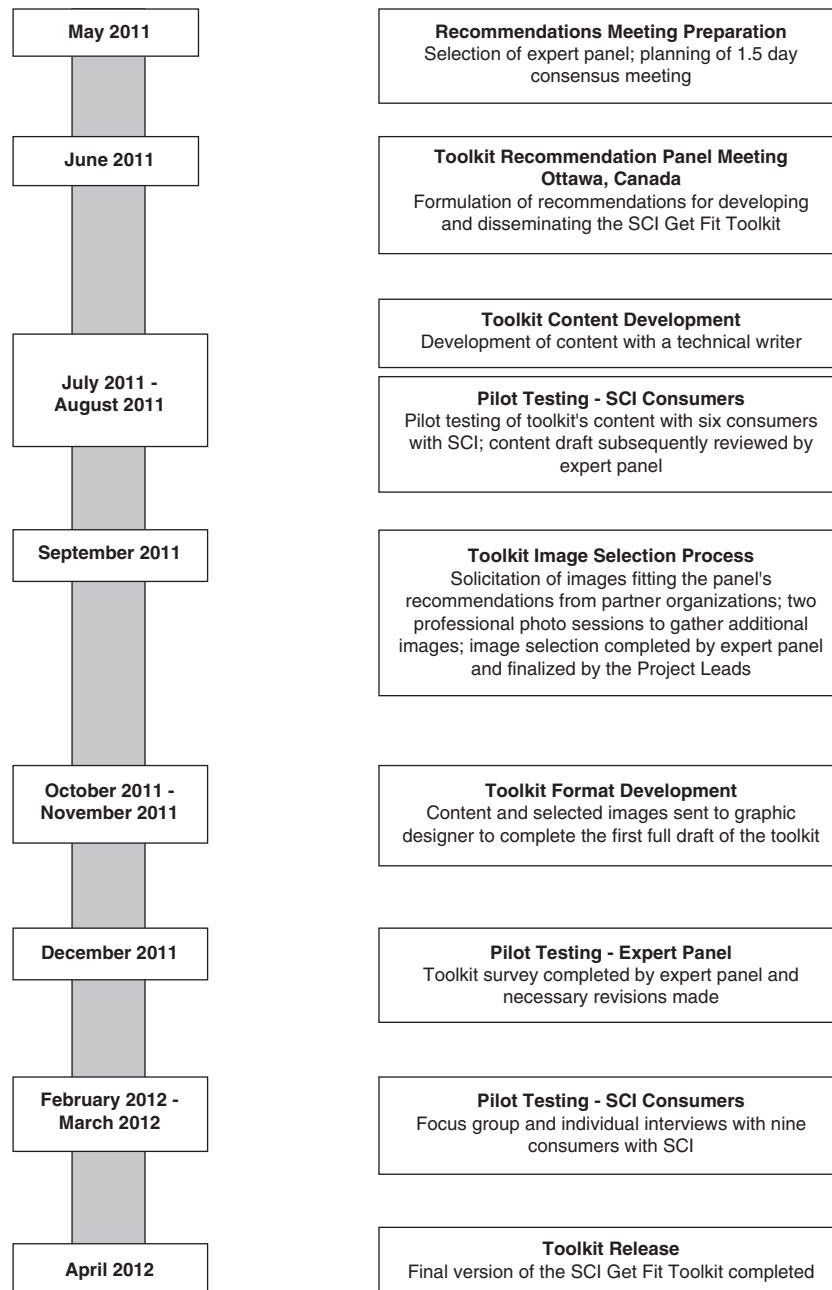 May 2011
Recommendations Meeting Preparation
Selection of expert panel; planning of 1.5 day
consensus meeting
June 2011
Toolkit Recommendation Panel Meeting
Ottawa, Canada
Formulation of recommendations for developing
and disseminating the SCI Get Fit Toolkit
July 2011 -
August 2011
Toolkit Content Development
Development of content with a technical writer
Pilot Testing - SCI Consumers
Pilot testing of toolkit's content with six consumers
with SCI; content draft subsequently reviewed by
expert panel
September 2011
Toolkit Image Selection Process
Solicitation of images fitting the panel's
recommendations from partner organizations; two
professional photo sessions to gather additional
images; image selection completed by expert panel
and finalized by the Project Leads
October 2011 -
November 2011
Toolkit Format Development
Content and selected images sent to graphic
designer to complete the first full draft of the toolkit
December 2011
Pilot Testing - Expert Panel
Toolkit survey completed by expert panel and
necessary revisions made
February 2012 -
March 2012
Pilot Testing - SCI Consumers
Focus group and individual interviews with nine
consumers with SCI
April 2012
Toolkit Release
Final version of the SCI Get Fit Toolkit completed